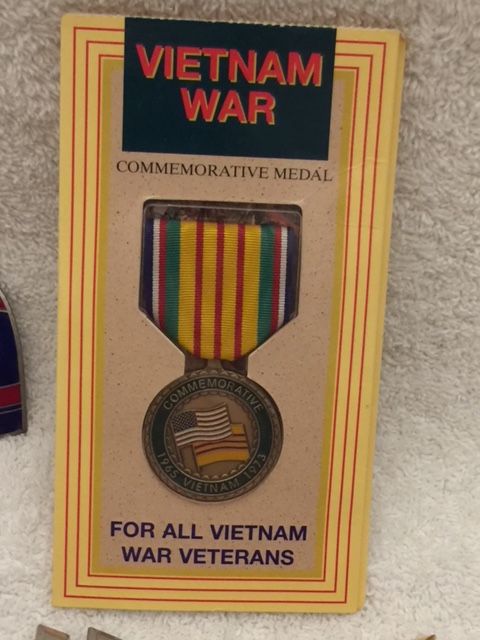 VIETNAM
WAR
COMMEMORATIVE MEDAL
COMMEMORATIVE
1965 VIETNAM 1973
FOR ALL VIETNAM
WAR VETERANS